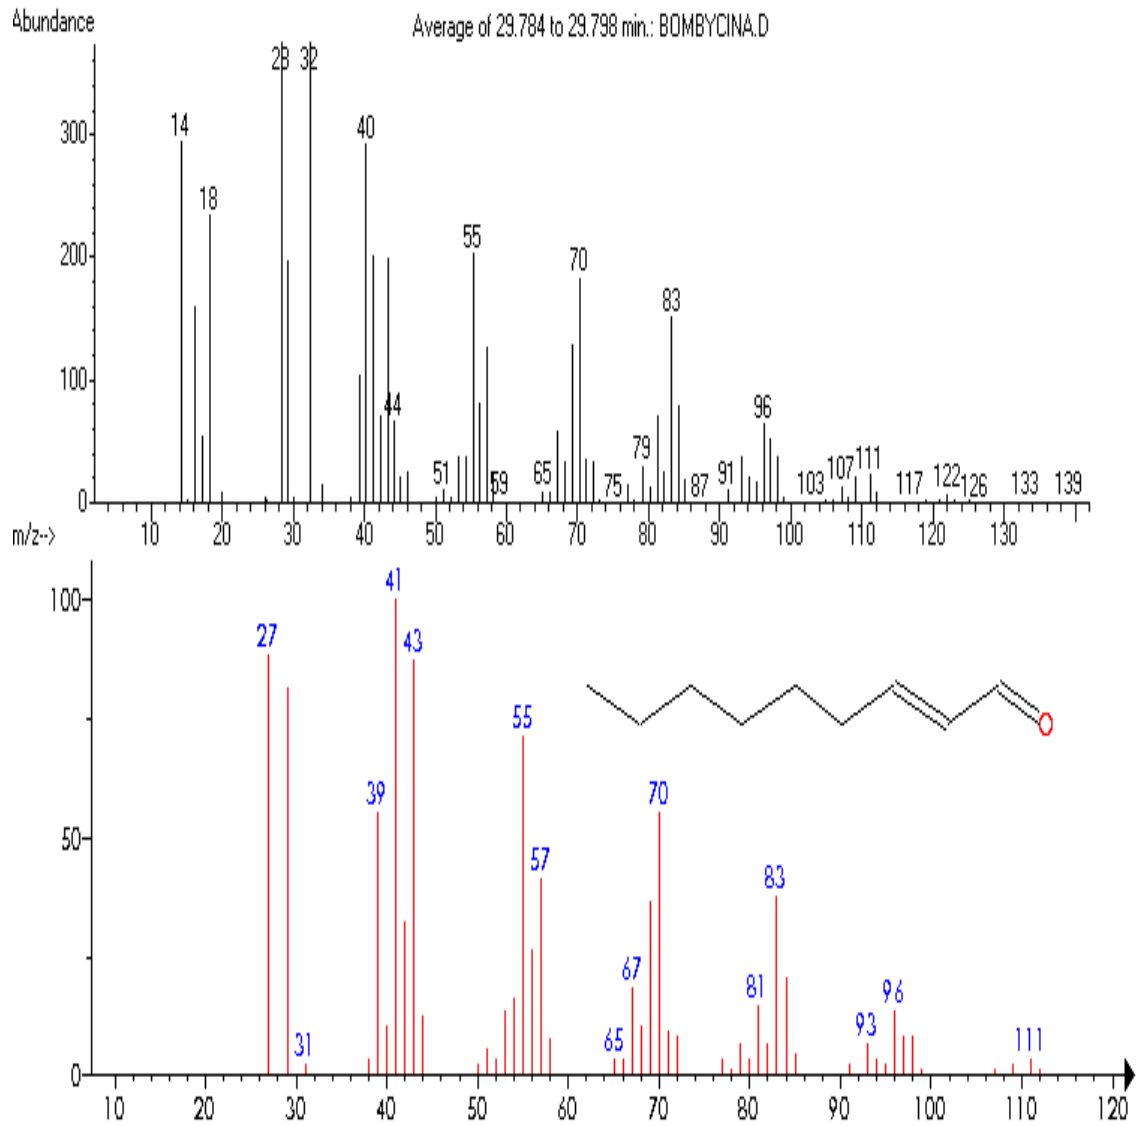 Abundance
Average of 29.784 to 29.798 min.: BOMBYCINA.D
28 32
300 14 40
18
200 55 70
83
100 44 96
79
51 59 65 75 87 91 103 107 111 117 122 126 133 139
0
m/z--> 10 20 30 40 50 60 70 80 90 100 110 120 130
100 41
27 43
55
39 70
O
50 57
83
67
81 96
93
31 65 111
0
10 20 30 40 50 60 70 80 90 100 110 120